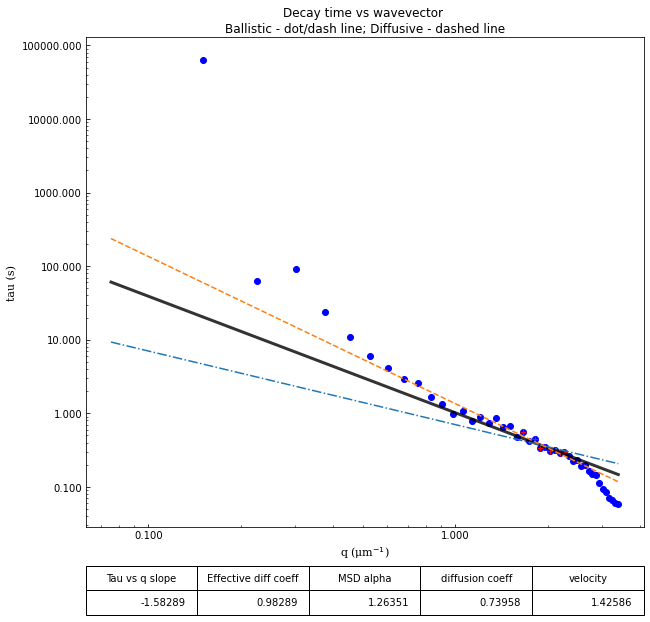 Decay time vs wavevector
Ballistic - dot/dash line; Diffusive - dashed line
100000.000
10000.000
1000.000
100.000
10.000
1.000
0.100
tau (s)
0.100 1.000
q (μm⁻¹)
Tau vs q slope Effective diff coeff MSD alpha diffusion coeff velocity
-1.58289 0.98289 1.26351 0.73958 1.42586